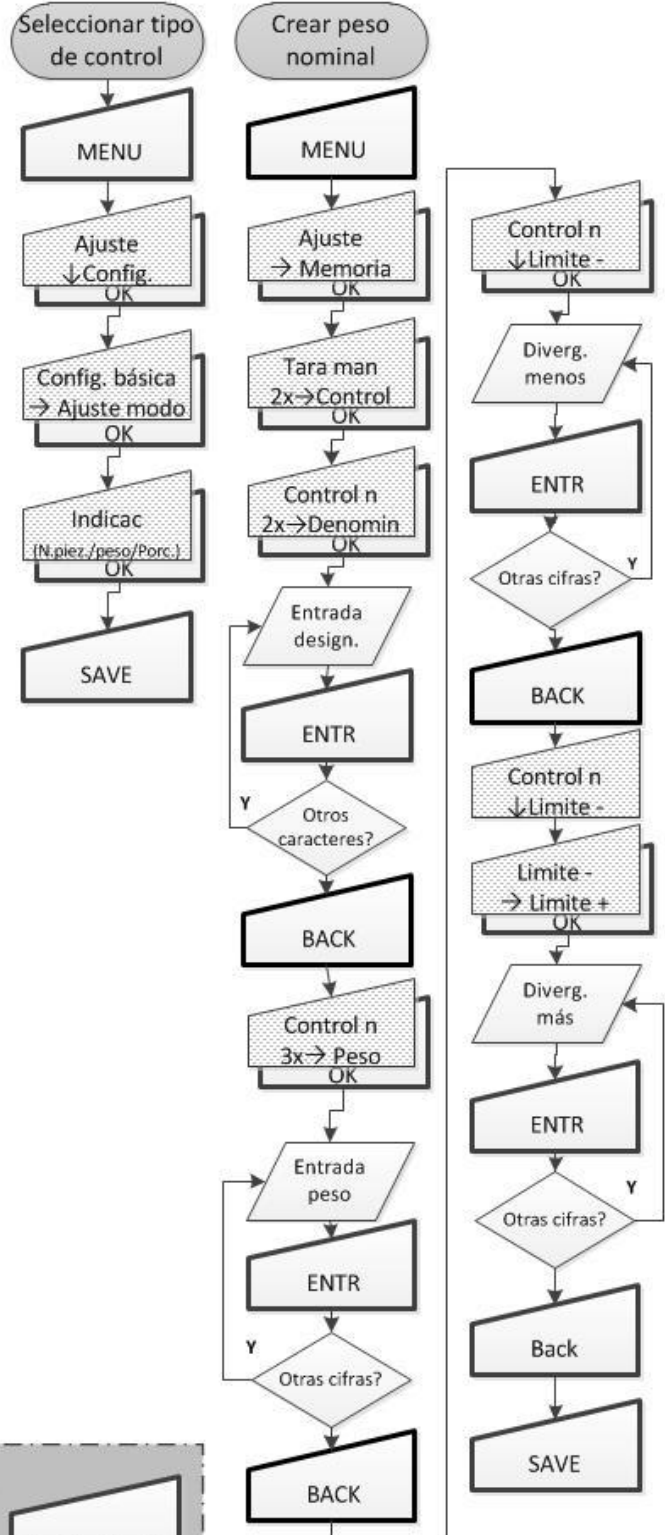 Seleccionar tipo
de control
MENU
Ajuste
↓Config.
OK
Config. básica
→ Ajuste modo
OK
Indicac
(N.piez./peso/Porc.)
OK
SAVE
Crear peso
nominal
MENU
Ajuste
→ Memoria
OK
Tara man
2x→Control
OK
Control n
2x→Denomin
OK
Entrada
design.
ENTR
Y
Otros
caracteres?
BACK
Control n
3x→ Peso
OK
Entrada
peso
ENTR
Y
Otras cifras?
BACK
Control n
↓Limite -
OK
Diverg.
menos
ENTR
Y
Otras cifras?
BACK
Control n
↓Limite -
Limite -
→ Limite +
OK
Diverg.
más
ENTR
Y
Otras cifras?
Back
SAVE